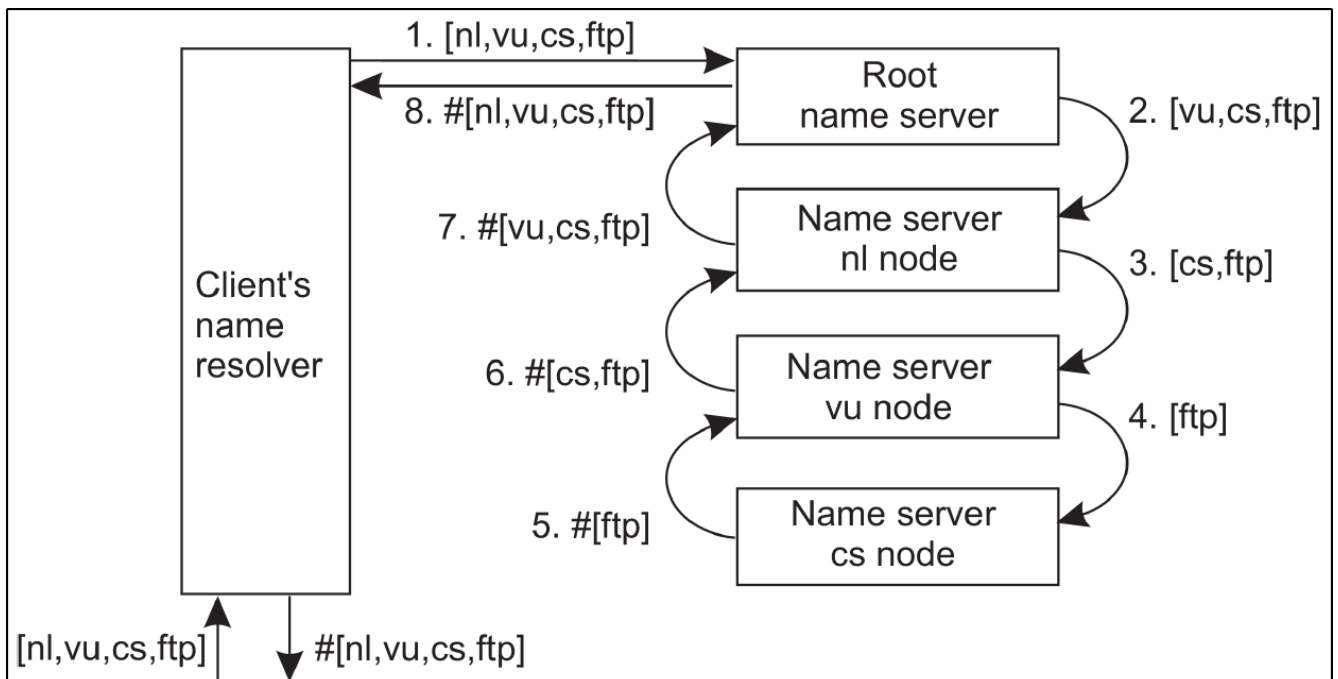 1. [nl,vu,cs,ftp]
8. #[nl,vu,cs,ftp]
Root
name server
2. [vu,cs,ftp]
7. #[vu,cs,ftp]
Name server
nl node
3. [cs,ftp]
Client's
name
resolver
6. #[cs,ftp]
Name server
vu node
4. [ftp]
5. #[ftp]
Name server
cs node
[nl,vu,cs,ftp]
#[nl,vu,cs,ftp]